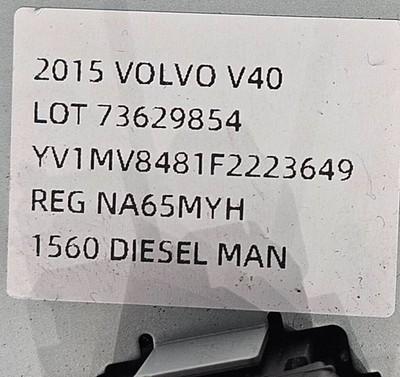 2015 VOLVO V40
LOT 73629854
YV1MV8481F2223649
REG NA65MYH
1560 DIESEL MAN